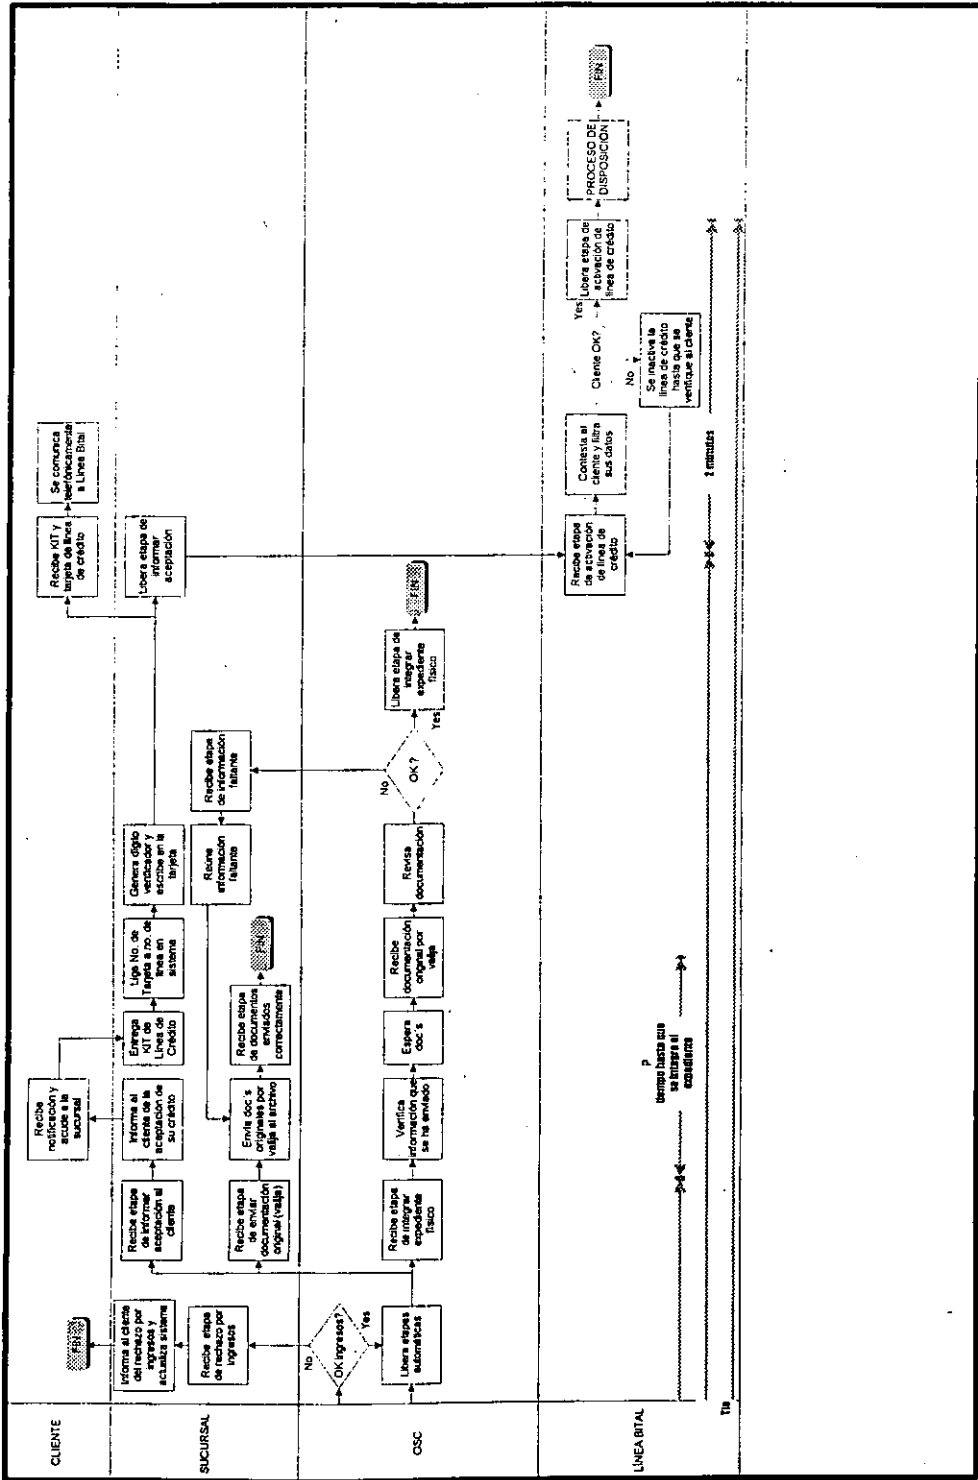 CLIENTE
FIN
Recibe
notificación y
acude a la
sucursal
Recibe KIT y
tarjeta de línea
de crédito
Se comunica
telefónicamente
a Línea Bital
SUCURSAL
Informa al cliente
del rechazo por
ingresos y
actualiza sistema
Recibe etapa
de rechazo por
ingresos
Recibe etapa
de informar
aceptación al
cliente
Informa al
cliente de la
aceptación de
su crédito
Entrega
KIT de
Línea de
Crédito
Liga No. de
Tarjeta a no. de
línea en
sistema
Genera dígito
verificador y
escribe en la
tarjeta
Libera etapa de
informar
aceptación
Recibe etapa
de enviar
documentación
original (valija)
Envía doc´s
originales por
valija al archivo
Recibe etapa
de documentos
enviados
correctamente
FIN
Reúne
información
faltante
Recibe etapa
de información
faltante
OSC
OK ingresos?
No
Yes
Libera etapas
automáticas
Recibe etapa
de integrar
expediente
físico
Verifica
información que
se ha enviado
Espera
doc´s
Recibe
documentación
original por
valija
Revisa
documentación
OK?
No
Yes
Libera etapa de
integrar
expediente
físico
FIN
LÍNEA BITAL
Recibe etapa
de activación
de línea de
crédito
Contesta al
cliente y filtra
sus datos
Cliente OK?
Yes
No
Libera etapa de
activación de
línea de crédito
Se inactiva la
línea de crédito
hasta que se
verifique al cliente
PROCESO DE
DISPOSICIÓN
FIN
P
tiempo hasta que
se integra el
expediente
2 minutos